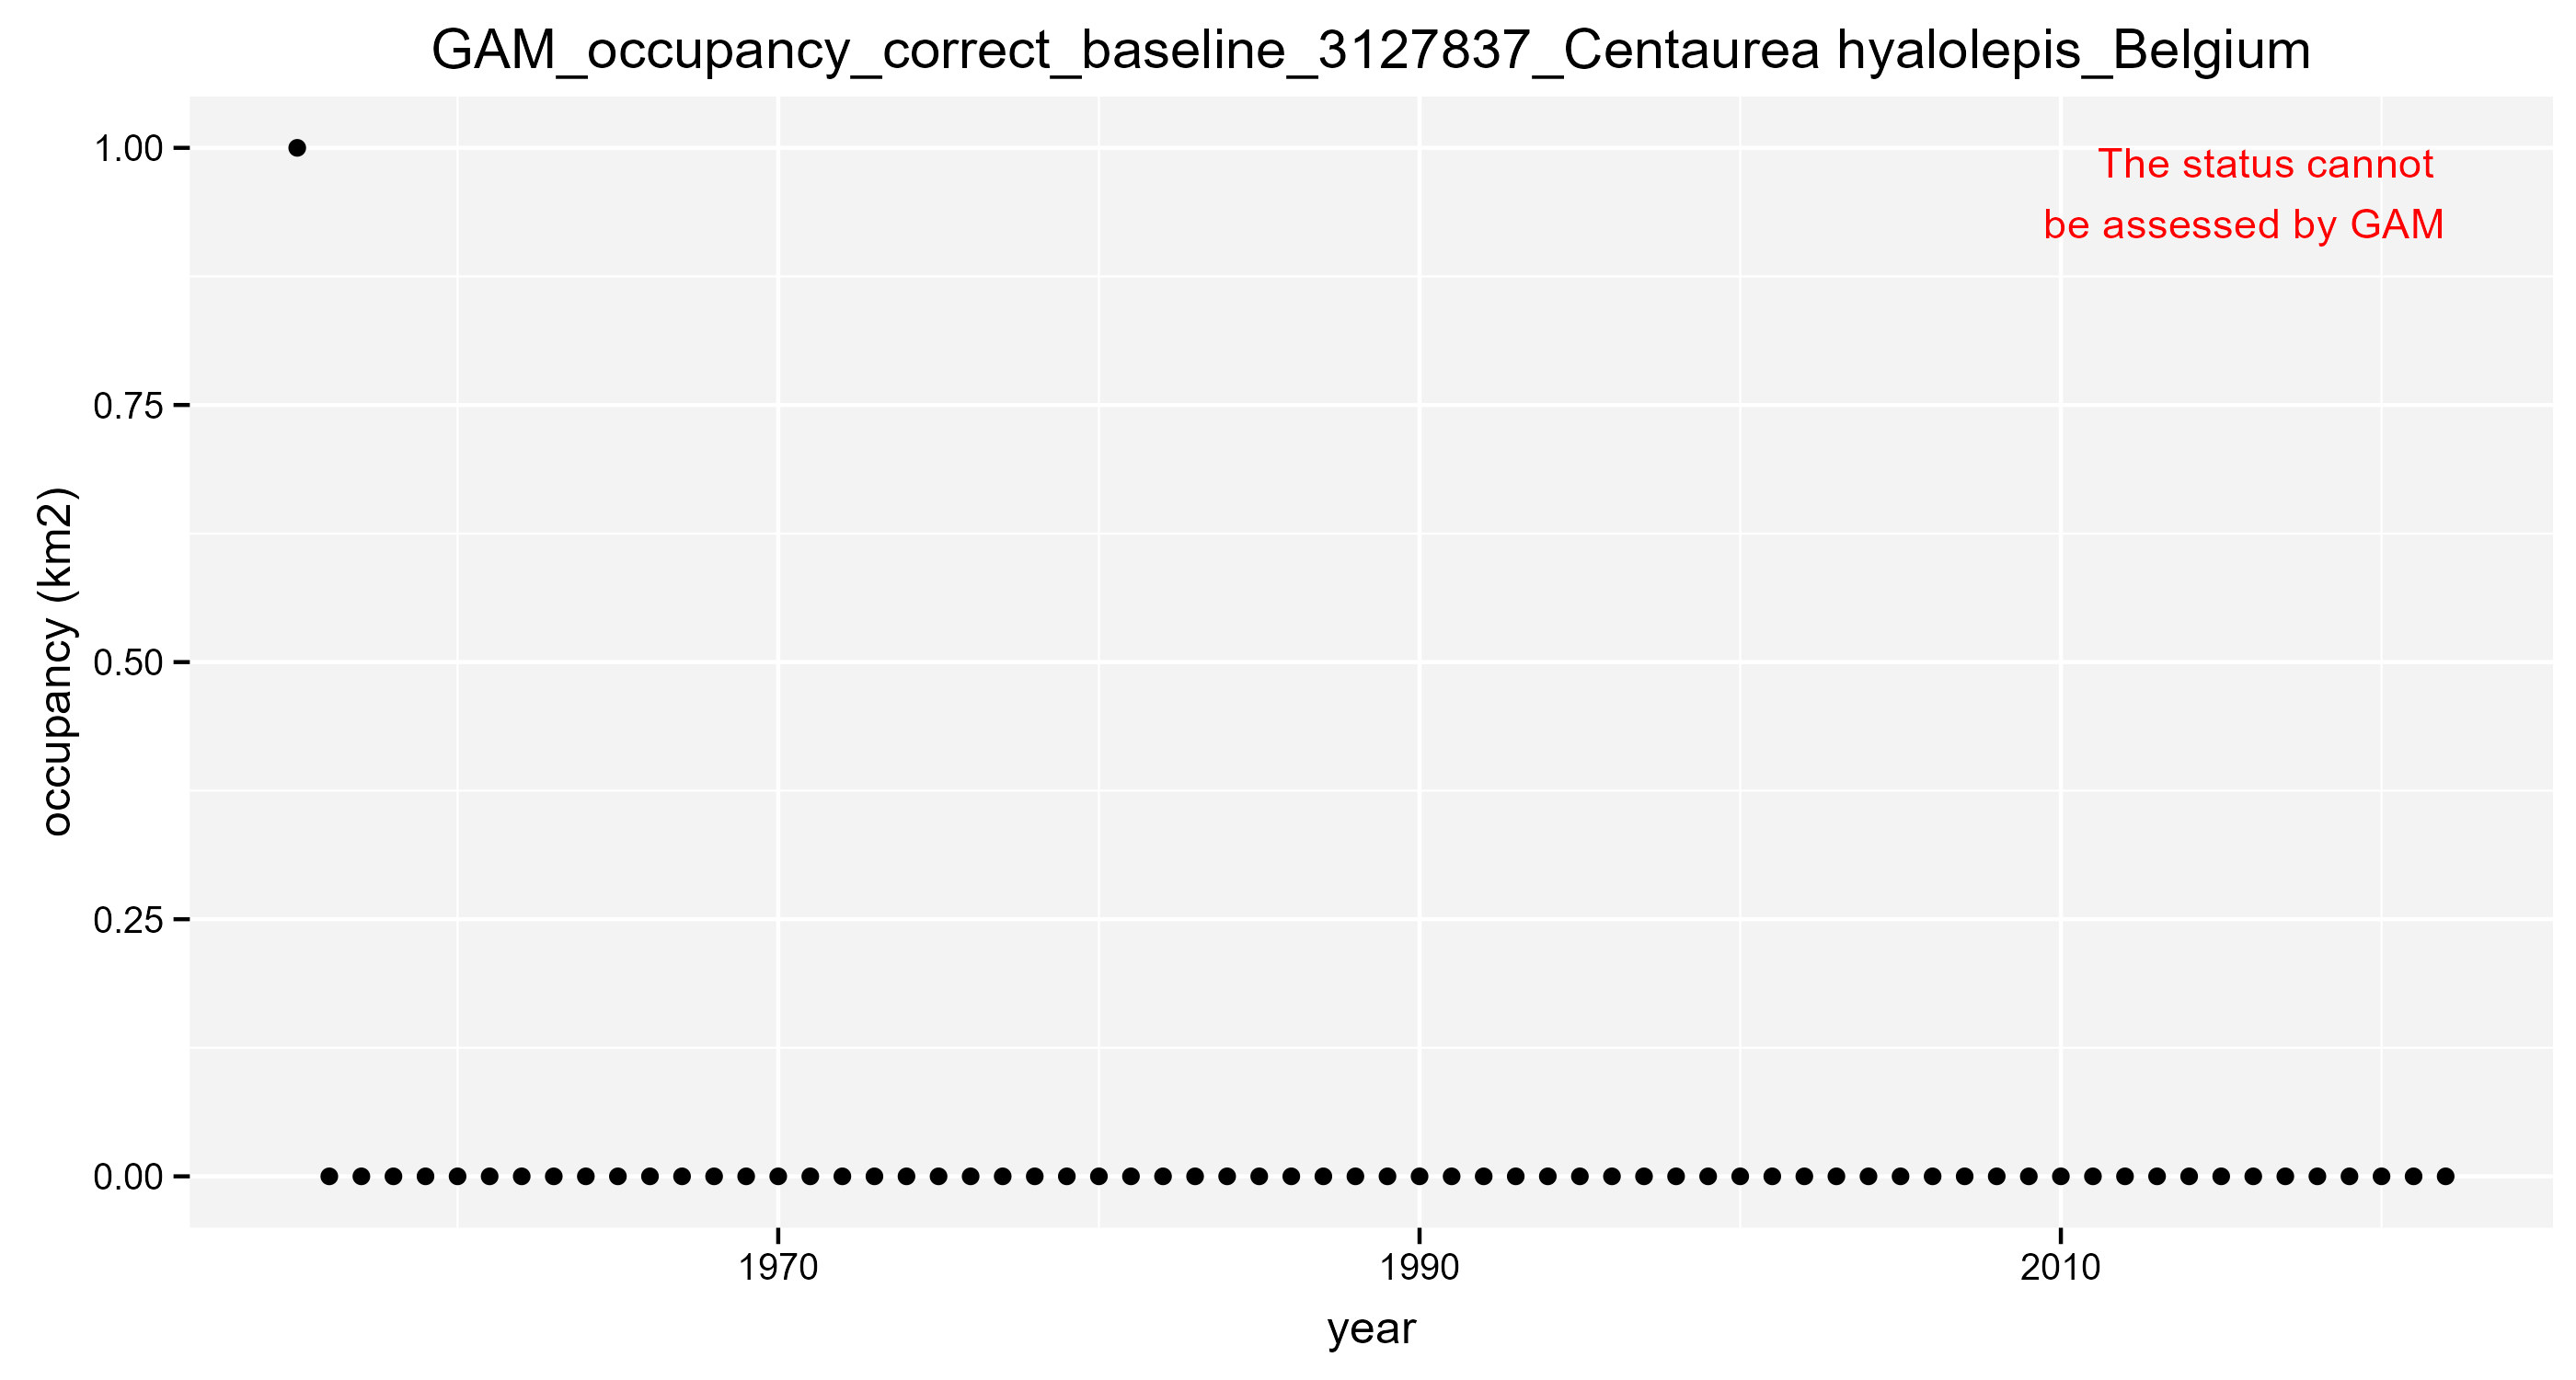 GAM_occupancy_correct_baseline_3127837_Centaurea hyalolepis_Belgium
The status cannot
be assessed by GAM
occupancy (km2)
1.00
0.75
0.50
0.25
0.00
1970
1990
2010
year